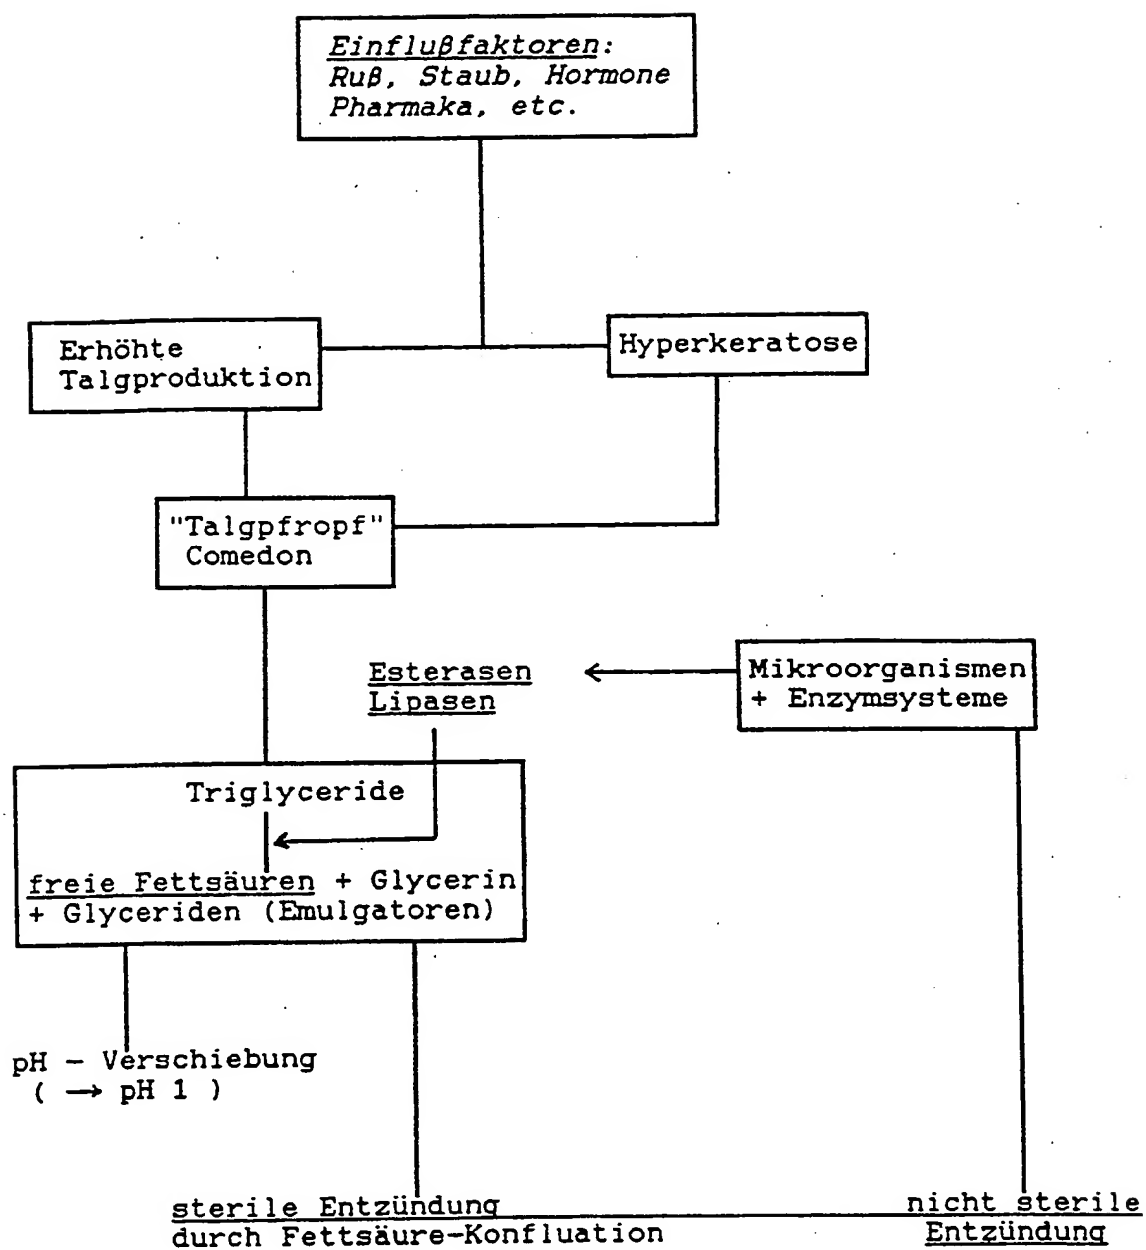 Einflußfaktoren:
Ruß, Staub, Hormone
Pharmaka, etc.
Erhöhte
Talgproduktion
Hyperkeratose
"Talgpfropf"
Comedon
Esterasen
Lipasen
Mikroorganismen
+ Enzymsysteme
Triglyceride
freie Fettsäuren + Glycerin
+ Glyceriden (Emulgatoren)
pH - Verschiebung
( → pH 1 )
sterile Entzündung
durch Fettsäure-Konfluation
nicht sterile
Entzündung